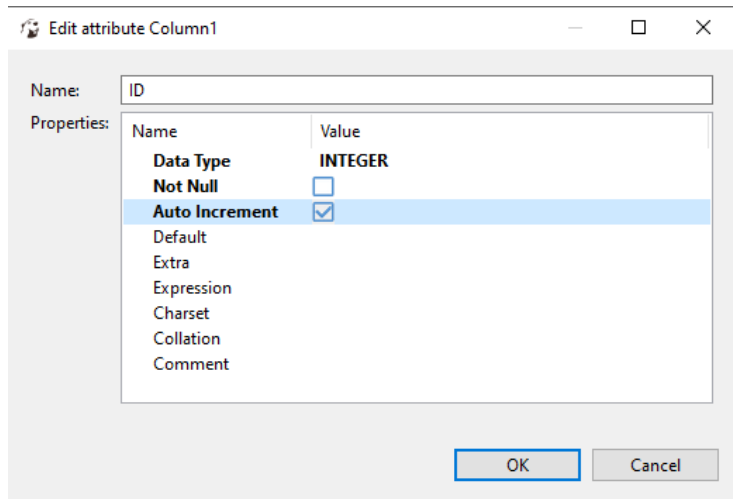 Edit attribute Column1
Name: ID
Properties:
Name Value
Data Type INTEGER
Not Null
Auto Increment
Default
Extra
Expression
Charset
Collation
Comment
OK Cancel